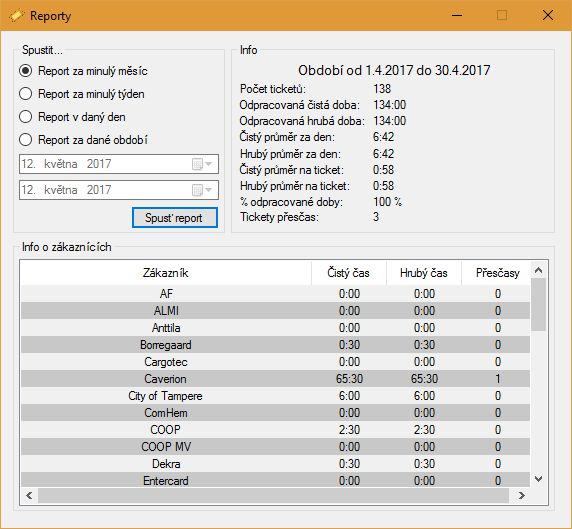 Reporty
Spustit...
Report za minulý měsíc
Report za minulý týden
Report v daný den
Report za dané období
12. května 2017
12. května 2017
Spusť report
Info
Období od 1.4.2017 do 30.4.2017
Počet ticketů: 138
Odpracovaná čistá doba: 134:00
Odpracovaná hrubá doba: 134:00
Čistý průměr za den: 6:42
Hrubý průměr za den: 6:42
Čistý průměr na ticket: 0:58
Hrubý průměr na ticket: 0:58
% odpracované doby: 100 %
Tickety přesčas: 3
Info o zákaznících
Zákazník Čistý čas Hrubý čas Přesčasy
AF 0:00 0:00 0
ALMI 0:00 0:00 0
Anttila 0:00 0:00 0
Borregaard 0:30 0:30 0
Cargotec 0:00 0:00 0
Caverion 65:30 65:30 1
City of Tampere 6:00 6:00 0
ComHem 0:00 0:00 0
COOP 2:30 2:30 0
COOP MV 0:00 0:00 0
Dekra 0:30 0:30 0
Entercard 0:00 0:00 0